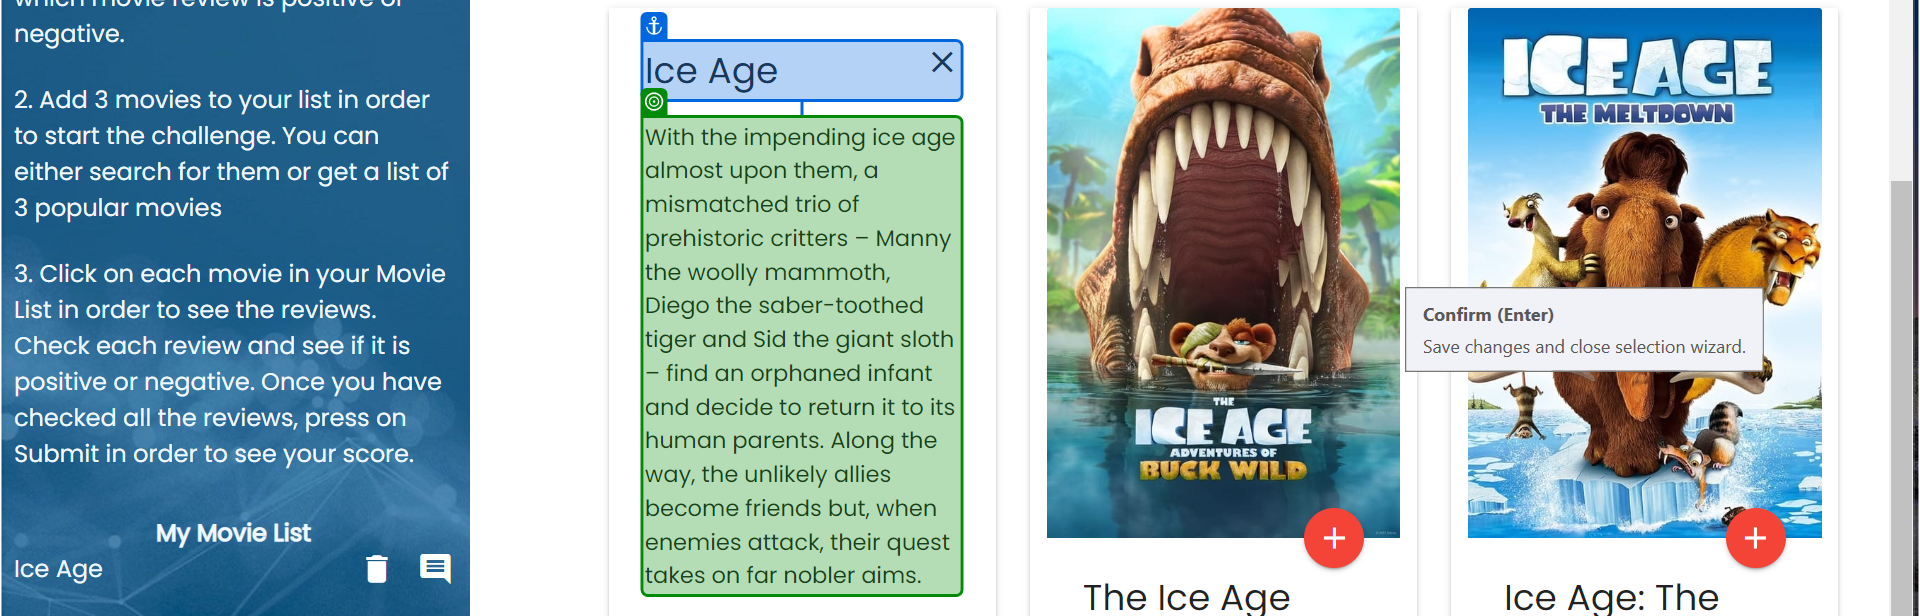 which movie review is positive or
negative.
2. Add 3 movies to your list in order
to start the challenge. You can
either search for them or get a list of
3 popular movies
3. Click on each movie in your Movie
List in order to see the reviews.
Check each review and see if it is
positive or negative. Once you have
checked all the reviews, press on
Submit in order to see your score.
My Movie List
Ice Age
Ice Age
With the impending ice age
almost upon them, a
mismatched trio of
prehistoric critters – Manny
the woolly mammoth,
Diego the saber-toothed
tiger and Sid the giant sloth
– find an orphaned infant
and decide to return it to its
human parents. Along the
way, the unlikely allies
become friends but, when
enemies attack, their quest
takes on far nobler aims.
THE
ICE AGE
ADVENTURES OF
BUCK WILD
The Ice Age
ICE AGE
THE MELTDOWN
Confirm (Enter)
Save changes and close selection wizard.
Ice Age: The